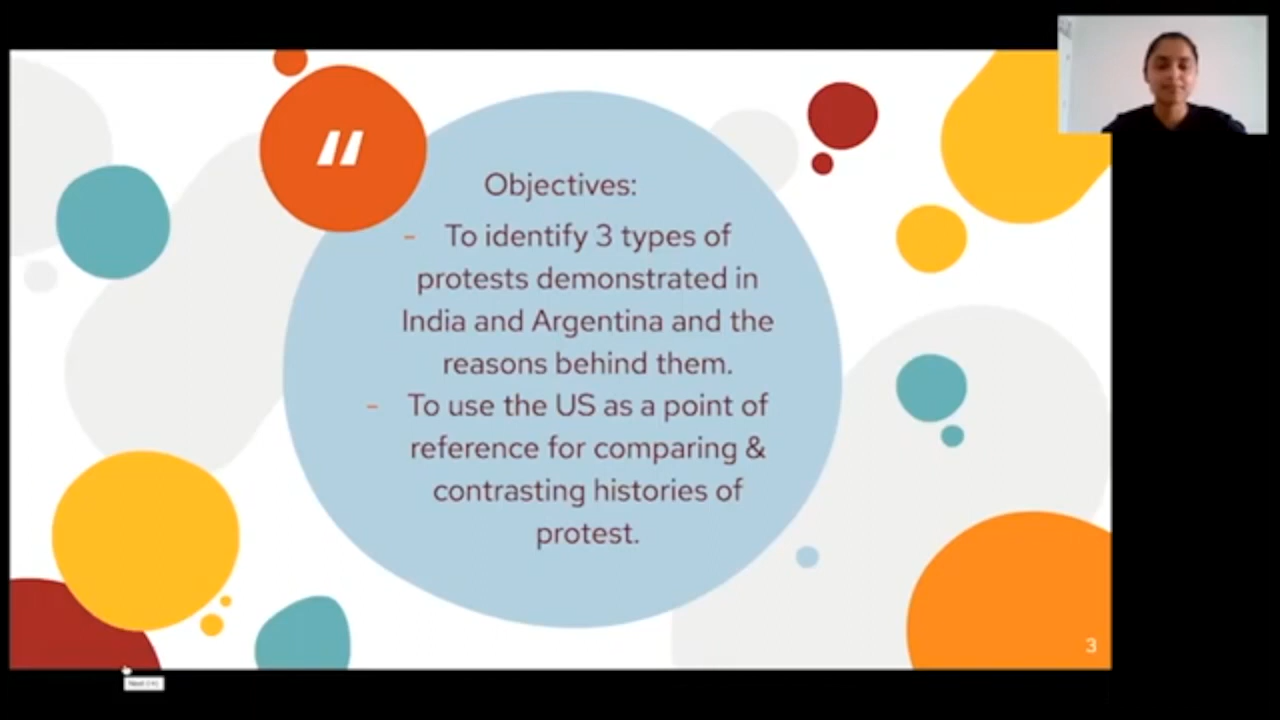 “
Objectives:
- To identify 3 types of
protests demonstrated in
India and Argentina and the
reasons behind them.
- To use the US as a point of
reference for comparing &
contrasting histories of
protest.
3